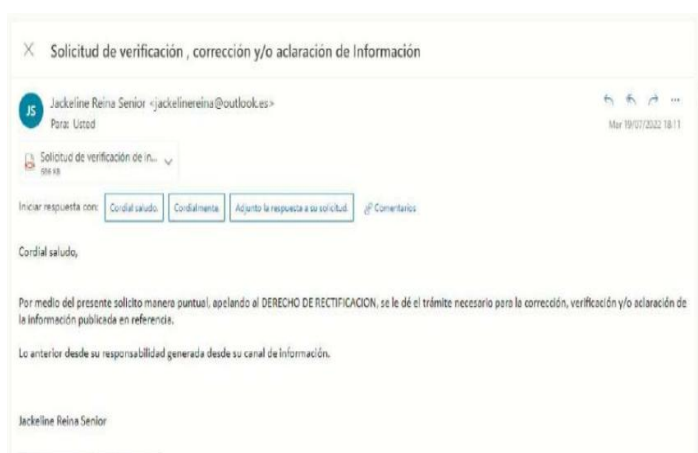 Solicitud de verificación , corrección y/o aclaración de Información
JS
Jackeline Reina Senior <jackelinereina@outlook.es>
Para: Usted
Mar 19/07/2022 18:11
Solicitud de verificación de in...
KB
Iniciar respuesta con: Cordial saludo. Cordialmente Adjunto la respuesta a su solicitud. Comentarios
Cordial saludo,
Por medio del presente solicito manera puntual, apelando al DERECHO DE RECTIFICACION, se le dé el trámite necesario para la corrección, verificación y/o aclaración de
la información publicada en referencia.
Lo anterior desde su responsabilidad generada desde su canal de información.
Jackeline Reina Senior